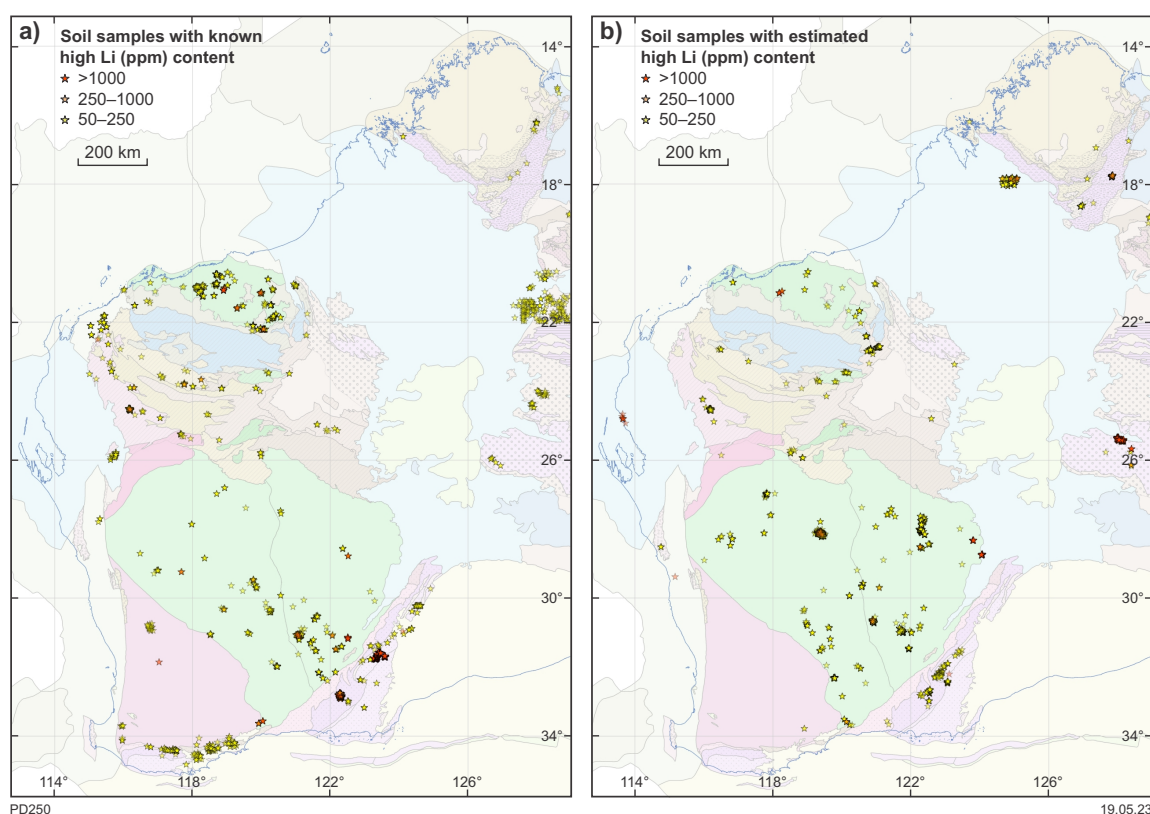 a) Soil samples with known
high Li (ppm) content
>1000
250–1000
50–250
200 km
b) Soil samples with estimated
high Li (ppm) content
>1000
250–1000
50–250
200 km
14°
18°
18°
22°
22°
26°
26°
30°
30°
34°
34°
114° 118° 122° 126°
114° 118° 122° 126°
PD250
19.05.23